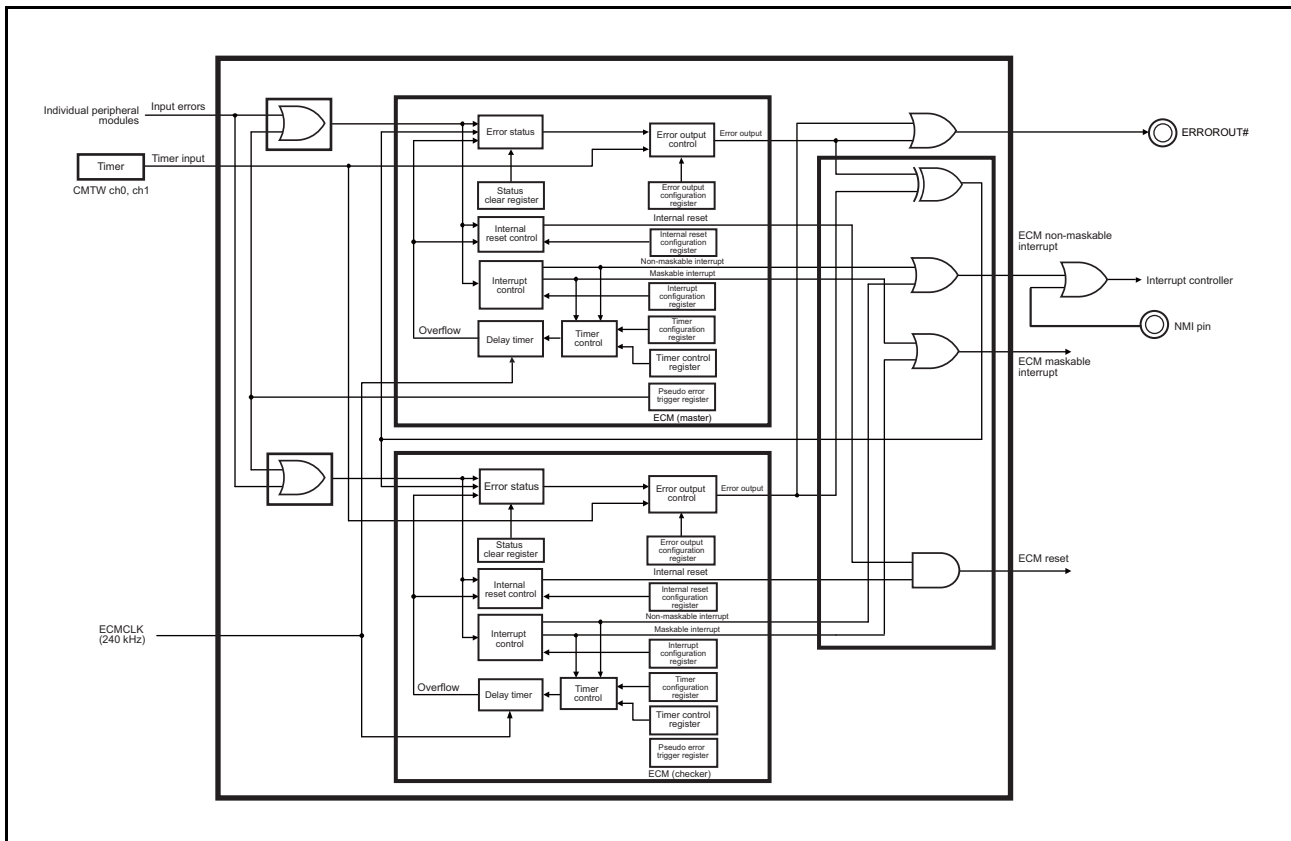 Individual peripheral
modules
Input errors
Timer
Timer input
CMTW ch0, ch1
Error status
Error output
control
Error output
Status
clear register
Error output
configuration
register
Internal reset
Internal
reset control
Internal reset
configuration
register
Non-maskable interrupt
Maskable interrupt
Interrupt
control
Interrupt
configuration
register
Overflow
Delay timer
Timer
control
Timer
configuration
register
Timer control
register
Pseudo error
trigger register
ECM (master)
ERROROUT#
ECM non-maskable
interrupt
Interrupt controller
NMI pin
ECM maskable
interrupt
Error status
Error output
control
Error output
Status
clear register
Error output
configuration
register
Internal reset
Internal
reset control
Internal reset
configuration
register
Non-maskable interrupt
Maskable interrupt
Interrupt
control
Interrupt
configuration
register
Overflow
Delay timer
Timer
control
Timer
configuration
register
Timer control
register
Pseudo error
trigger register
ECM (checker)
ECM reset
ECMCLK
(240 kHz)